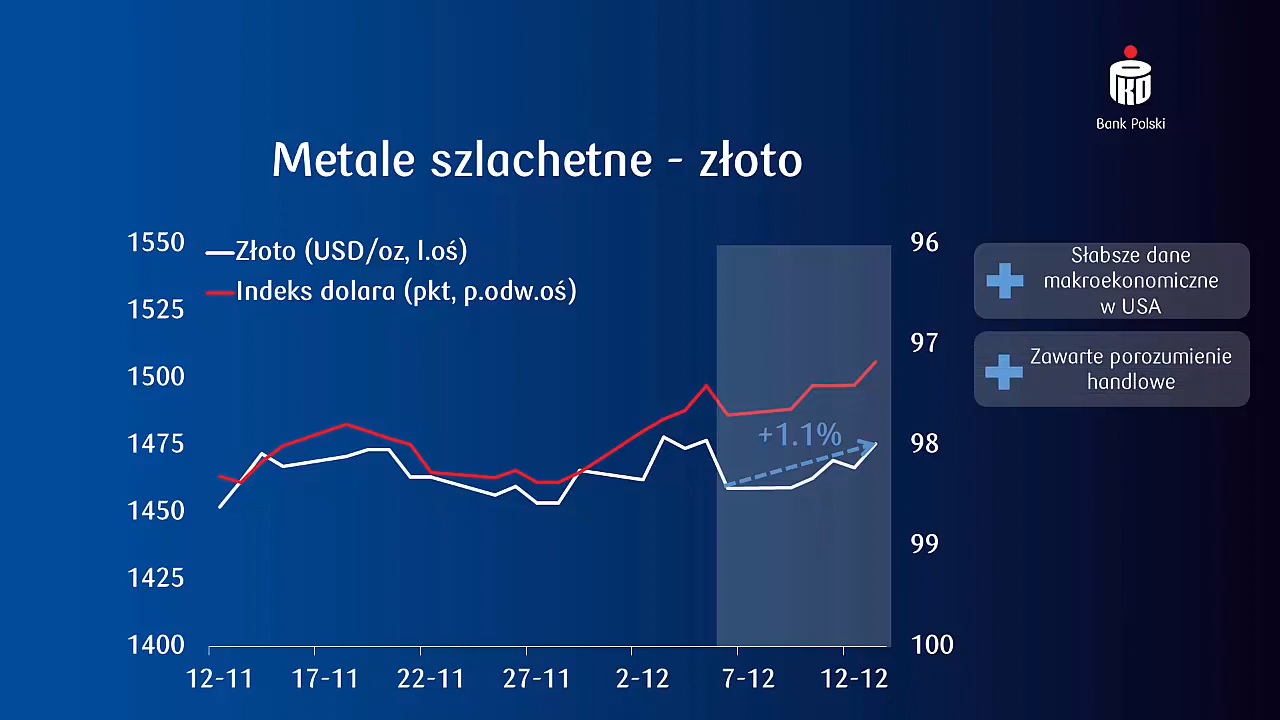 PKO
Bank Polski
Metale szlachetne - złoto
Złoto (USD/oz, l.oś)
Indeks dolara (pkt, p.odw.oś)
1550
1525
1500
1475
1450
1425
1400
96
97
98
99
100
+1.1%
12-11 17-11 22-11 27-11 2-12 7-12 12-12
Słabsze dane
makroekonomiczne
w USA
Zawarte porozumienie
handlowe